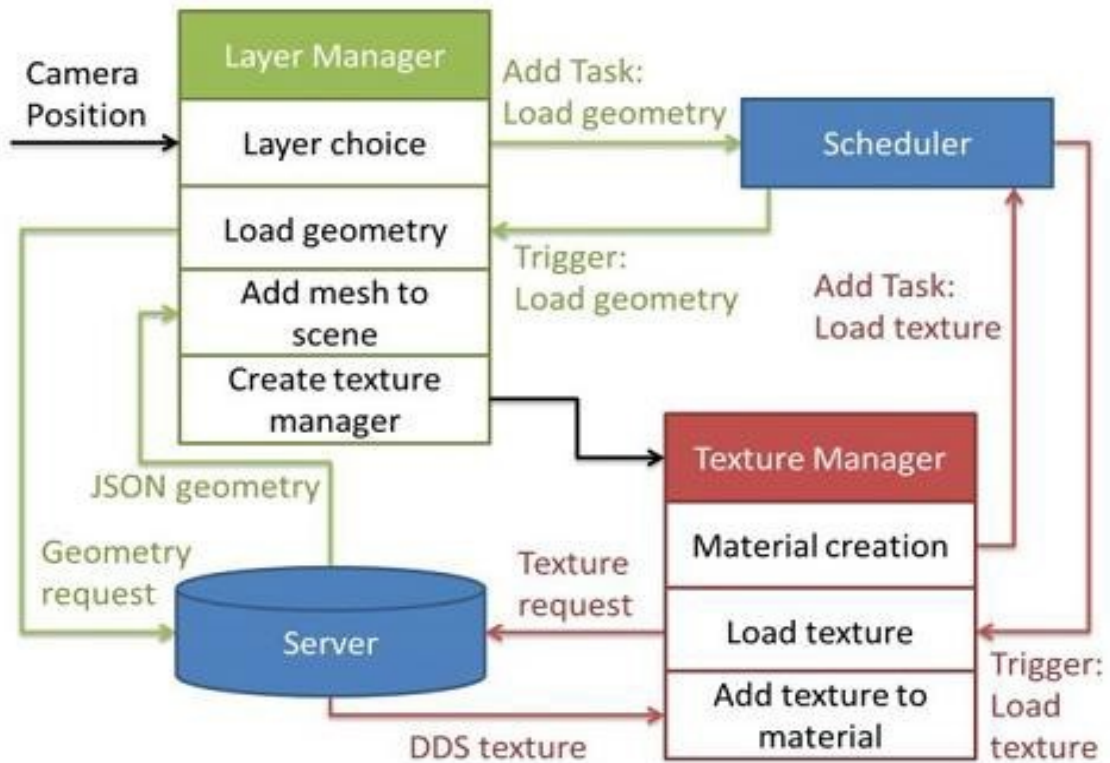 Layer Manager
Camera
Position
Layer choice
Add Task:
Load geometry
Scheduler
Load geometry
Trigger:
Load geometry
Add mesh to
scene
Create texture
manager
Add Task:
Load texture
JSON geometry
Texture Manager
Material creation
Geometry
request
Texture
request
Server
Load texture
Trigger:
Load
texture
Add texture to
material
DDS texture